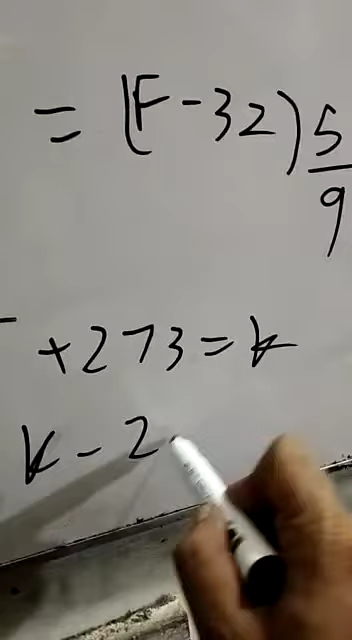 = (F - 32) 5/9
+ 273 = k
k - 2